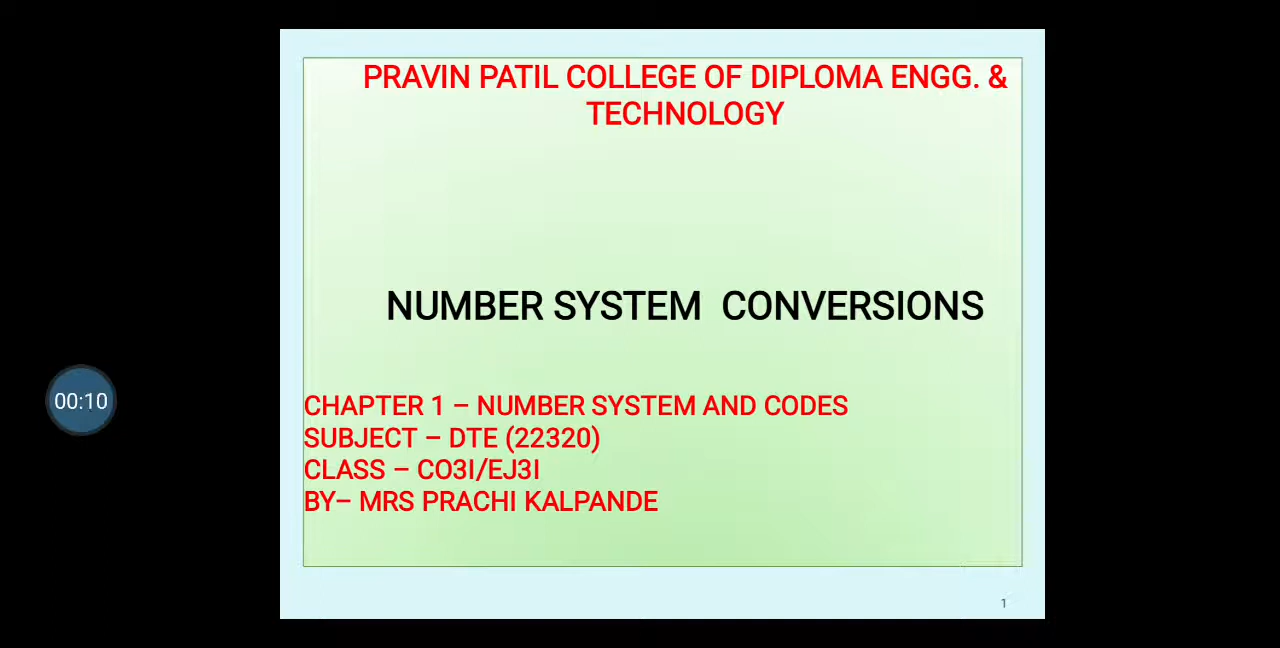 PRAVIN PATIL COLLEGE OF DIPLOMA ENGG. &
TECHNOLOGY
NUMBER SYSTEM  CONVERSIONS
00:10
CHAPTER 1 – NUMBER SYSTEM AND CODES
SUBJECT – DTE (22320)
CLASS – CO3I/EJ3I
BY– MRS PRACHI KALPANDE
1